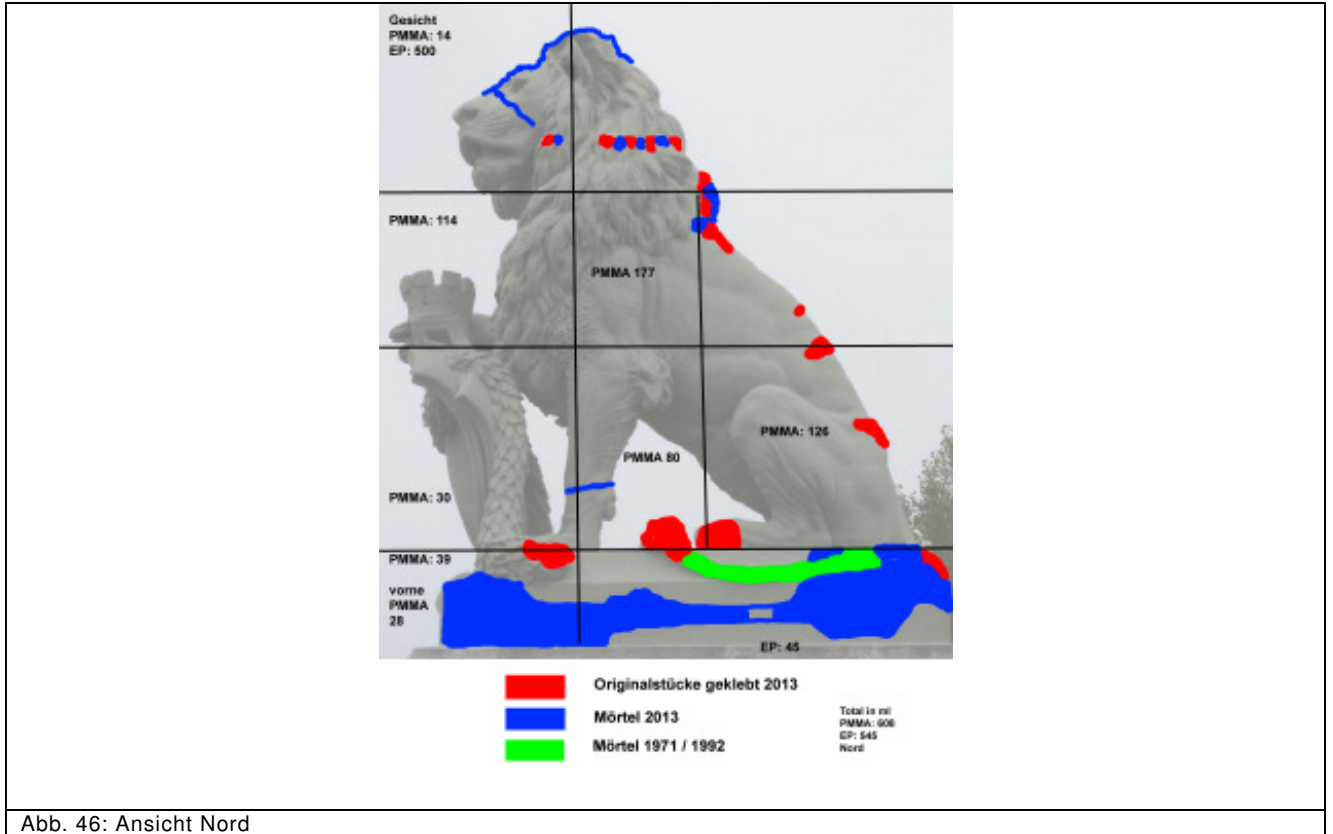 Gesicht
PMMA: 14
EP: 500
PMMA: 114
PMMA 177
PMMA: 126
PMMA 80
PMMA: 30
PMMA: 39
vorne
PMMA
28
EP: 45
Originalstücke geklebt 2013
Mörtel 2013
Mörtel 1971 / 1992
Total in ml
PMMA: 608
EP: 545
Nord
Abb. 46: Ansicht Nord